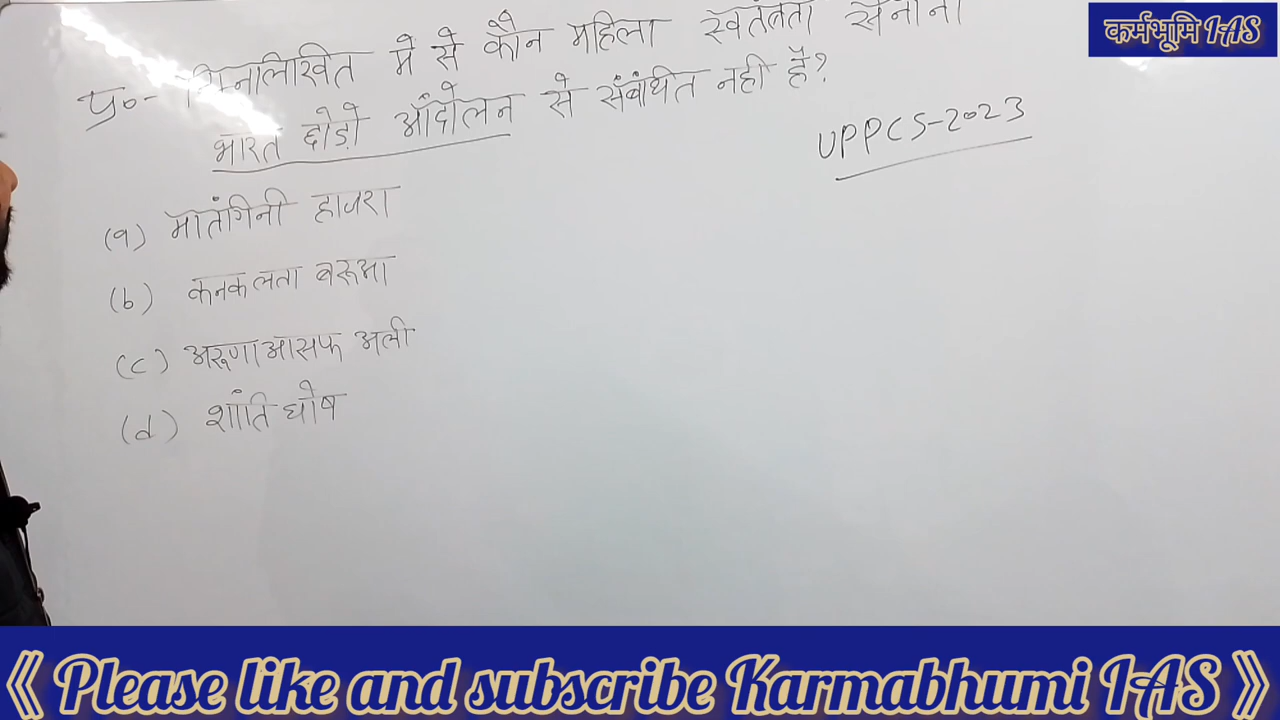 कर्मभूमि IAS
प्र०- निम्नलिखित मे से कौन महिला स्वतंत्रता सेनानी
भारत छोड़ो आंदोलन से संबंधित नही है?
UPPCS-2023
(a) मातंगिनी हाजरा
(b) कनकलता बरूआ
(c) अरूणा आसफ अली
(d) शांति घोष
《 Please like and subscribe Karmabhumi IAS 》